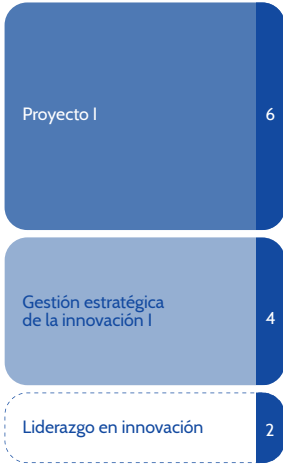 Proyecto I 6
Gestión estratégica
de la innovación I 4
Liderazgo en innovación 2